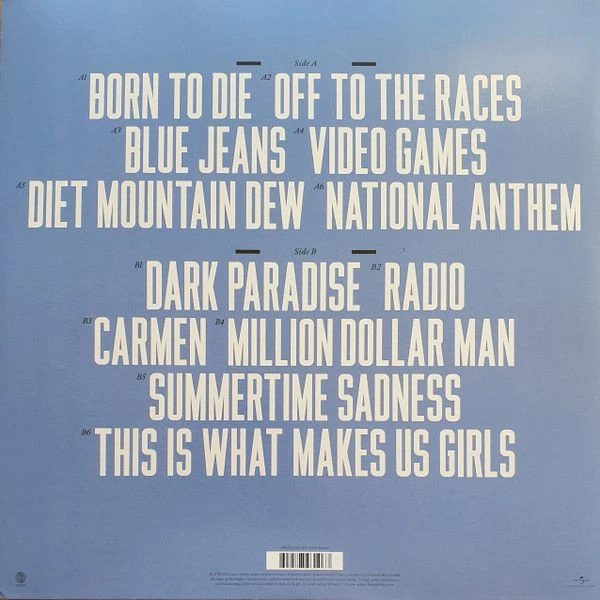 Side A
A1 BORN TO DIE A2 OFF TO THE RACES
A3 BLUE JEANS A4 VIDEO GAMES
A5 DIET MOUNTAIN DEW A6 NATIONAL ANTHEM
Side B
B1 DARK PARADISE B2 RADIO
B3 CARMEN B4 MILLION DOLLAR MAN
B5 SUMMERTIME SADNESS
B6 THIS IS WHAT MAKES US GIRLS